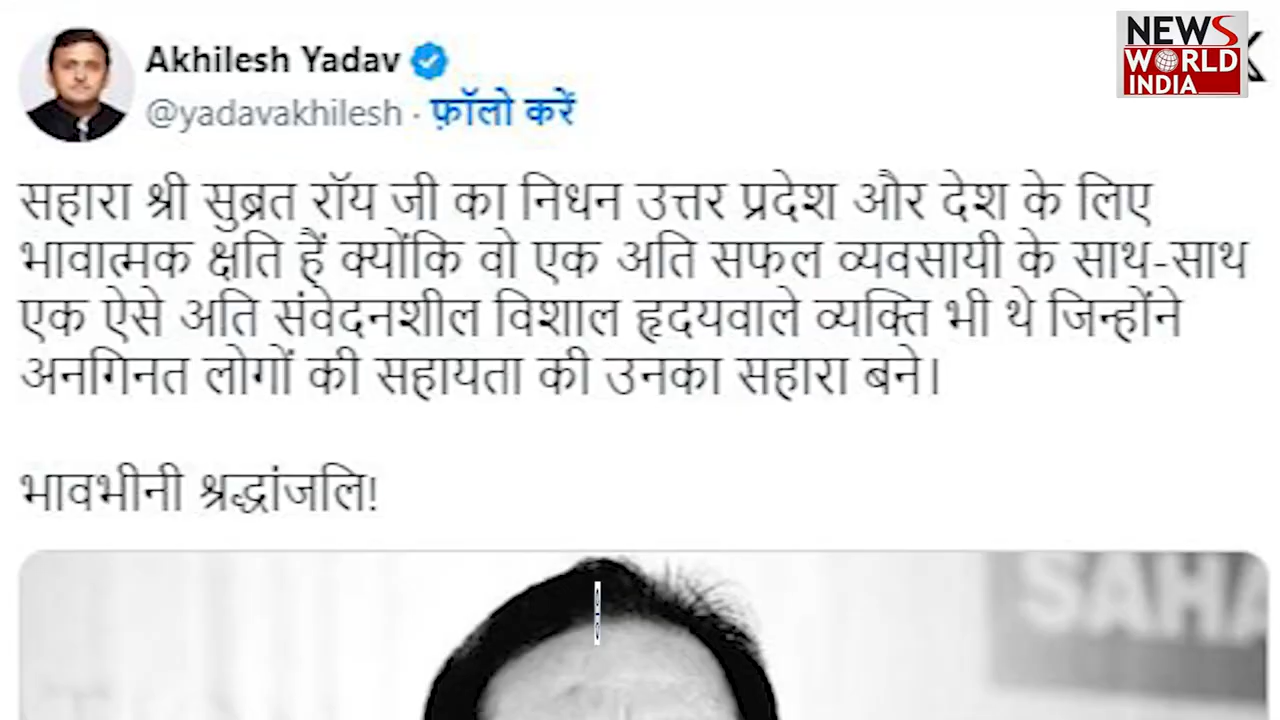 Akhilesh Yadav
@yadavakhilesh · फ़ॉलो करें
NEWS
WORLD
INDIA
सहारा श्री सुब्रत रॉय जी का निधन उत्तर प्रदेश और देश के लिए
भावात्मक क्षति हैं क्योंकि वो एक अति सफल व्यवसायी के साथ-साथ
एक ऐसे अति संवेदनशील विशाल हृदयवाले व्यक्ति भी थे जिन्होंने
अनगिनत लोगों की सहायता की उनका सहारा बने।
भावभीनी श्रद्धांजलि!
SAHA